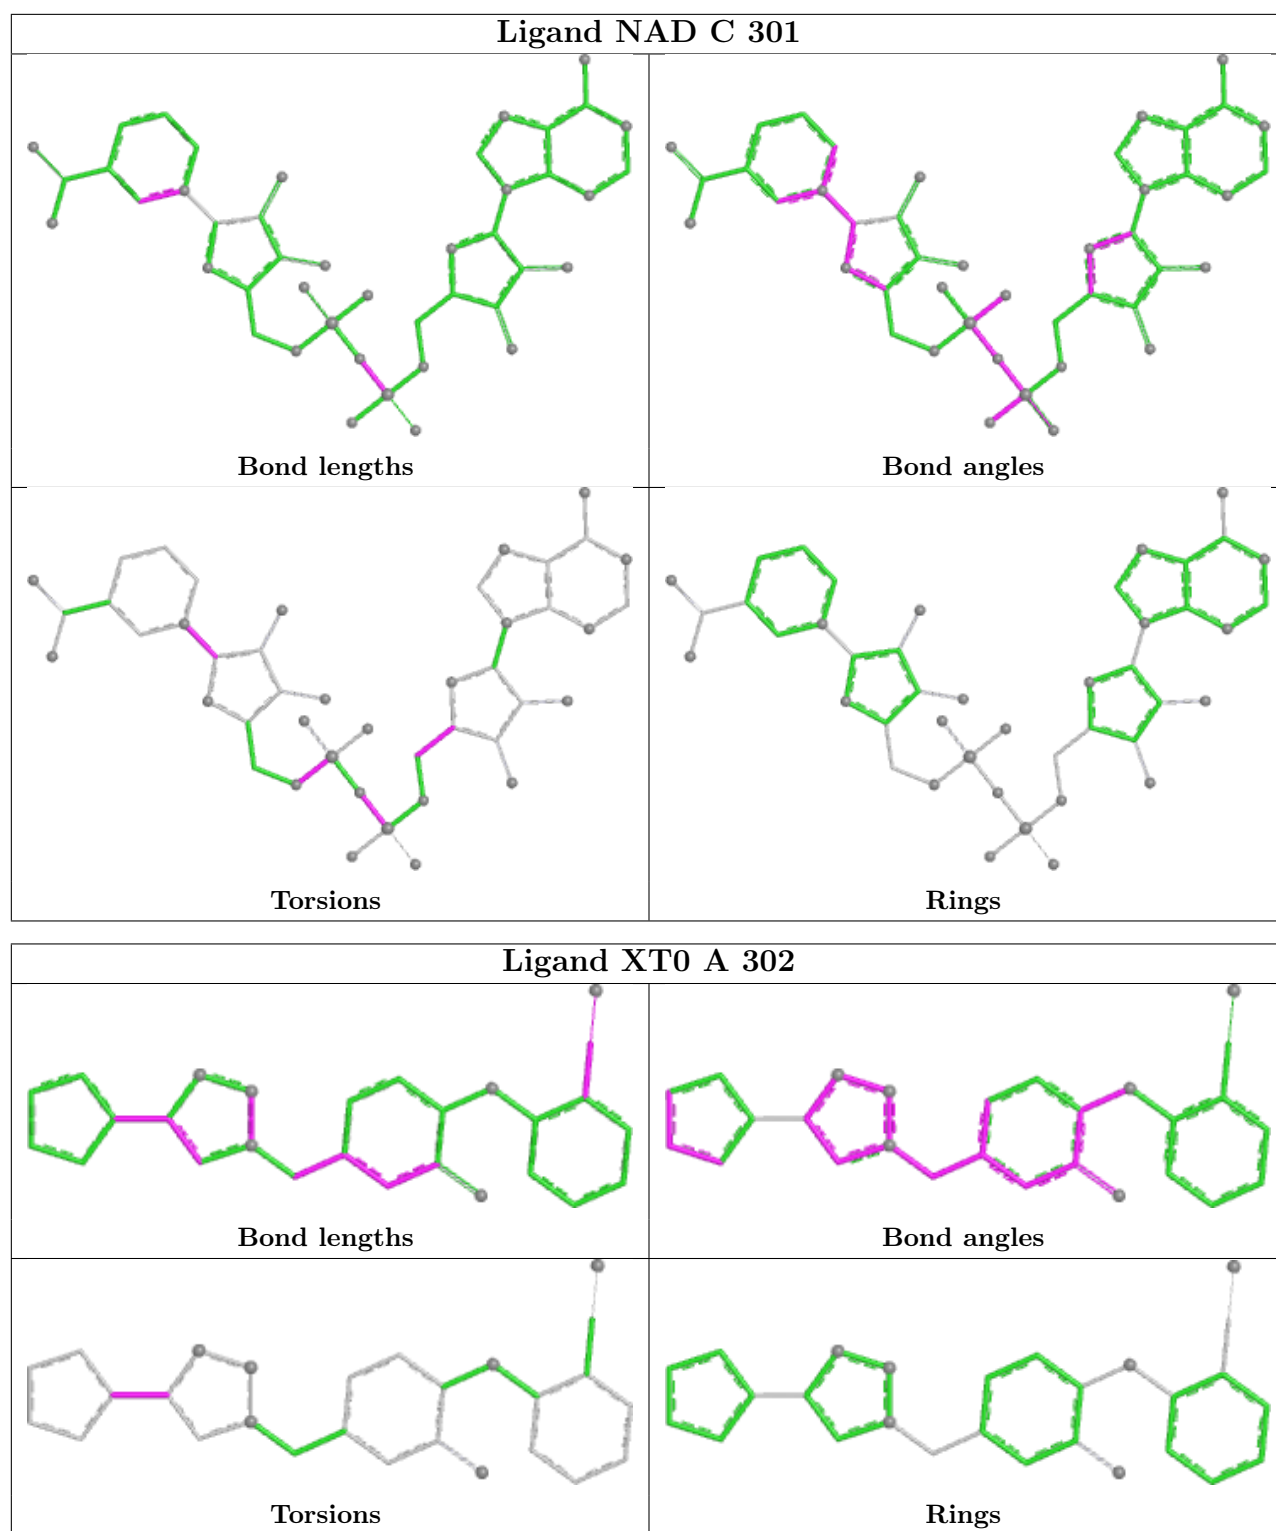 Ligand NAD C 301
Bond lengths
Bond angles
Torsions
Rings
Ligand XT0 A 302
Bond lengths
Bond angles
Torsions
Rings